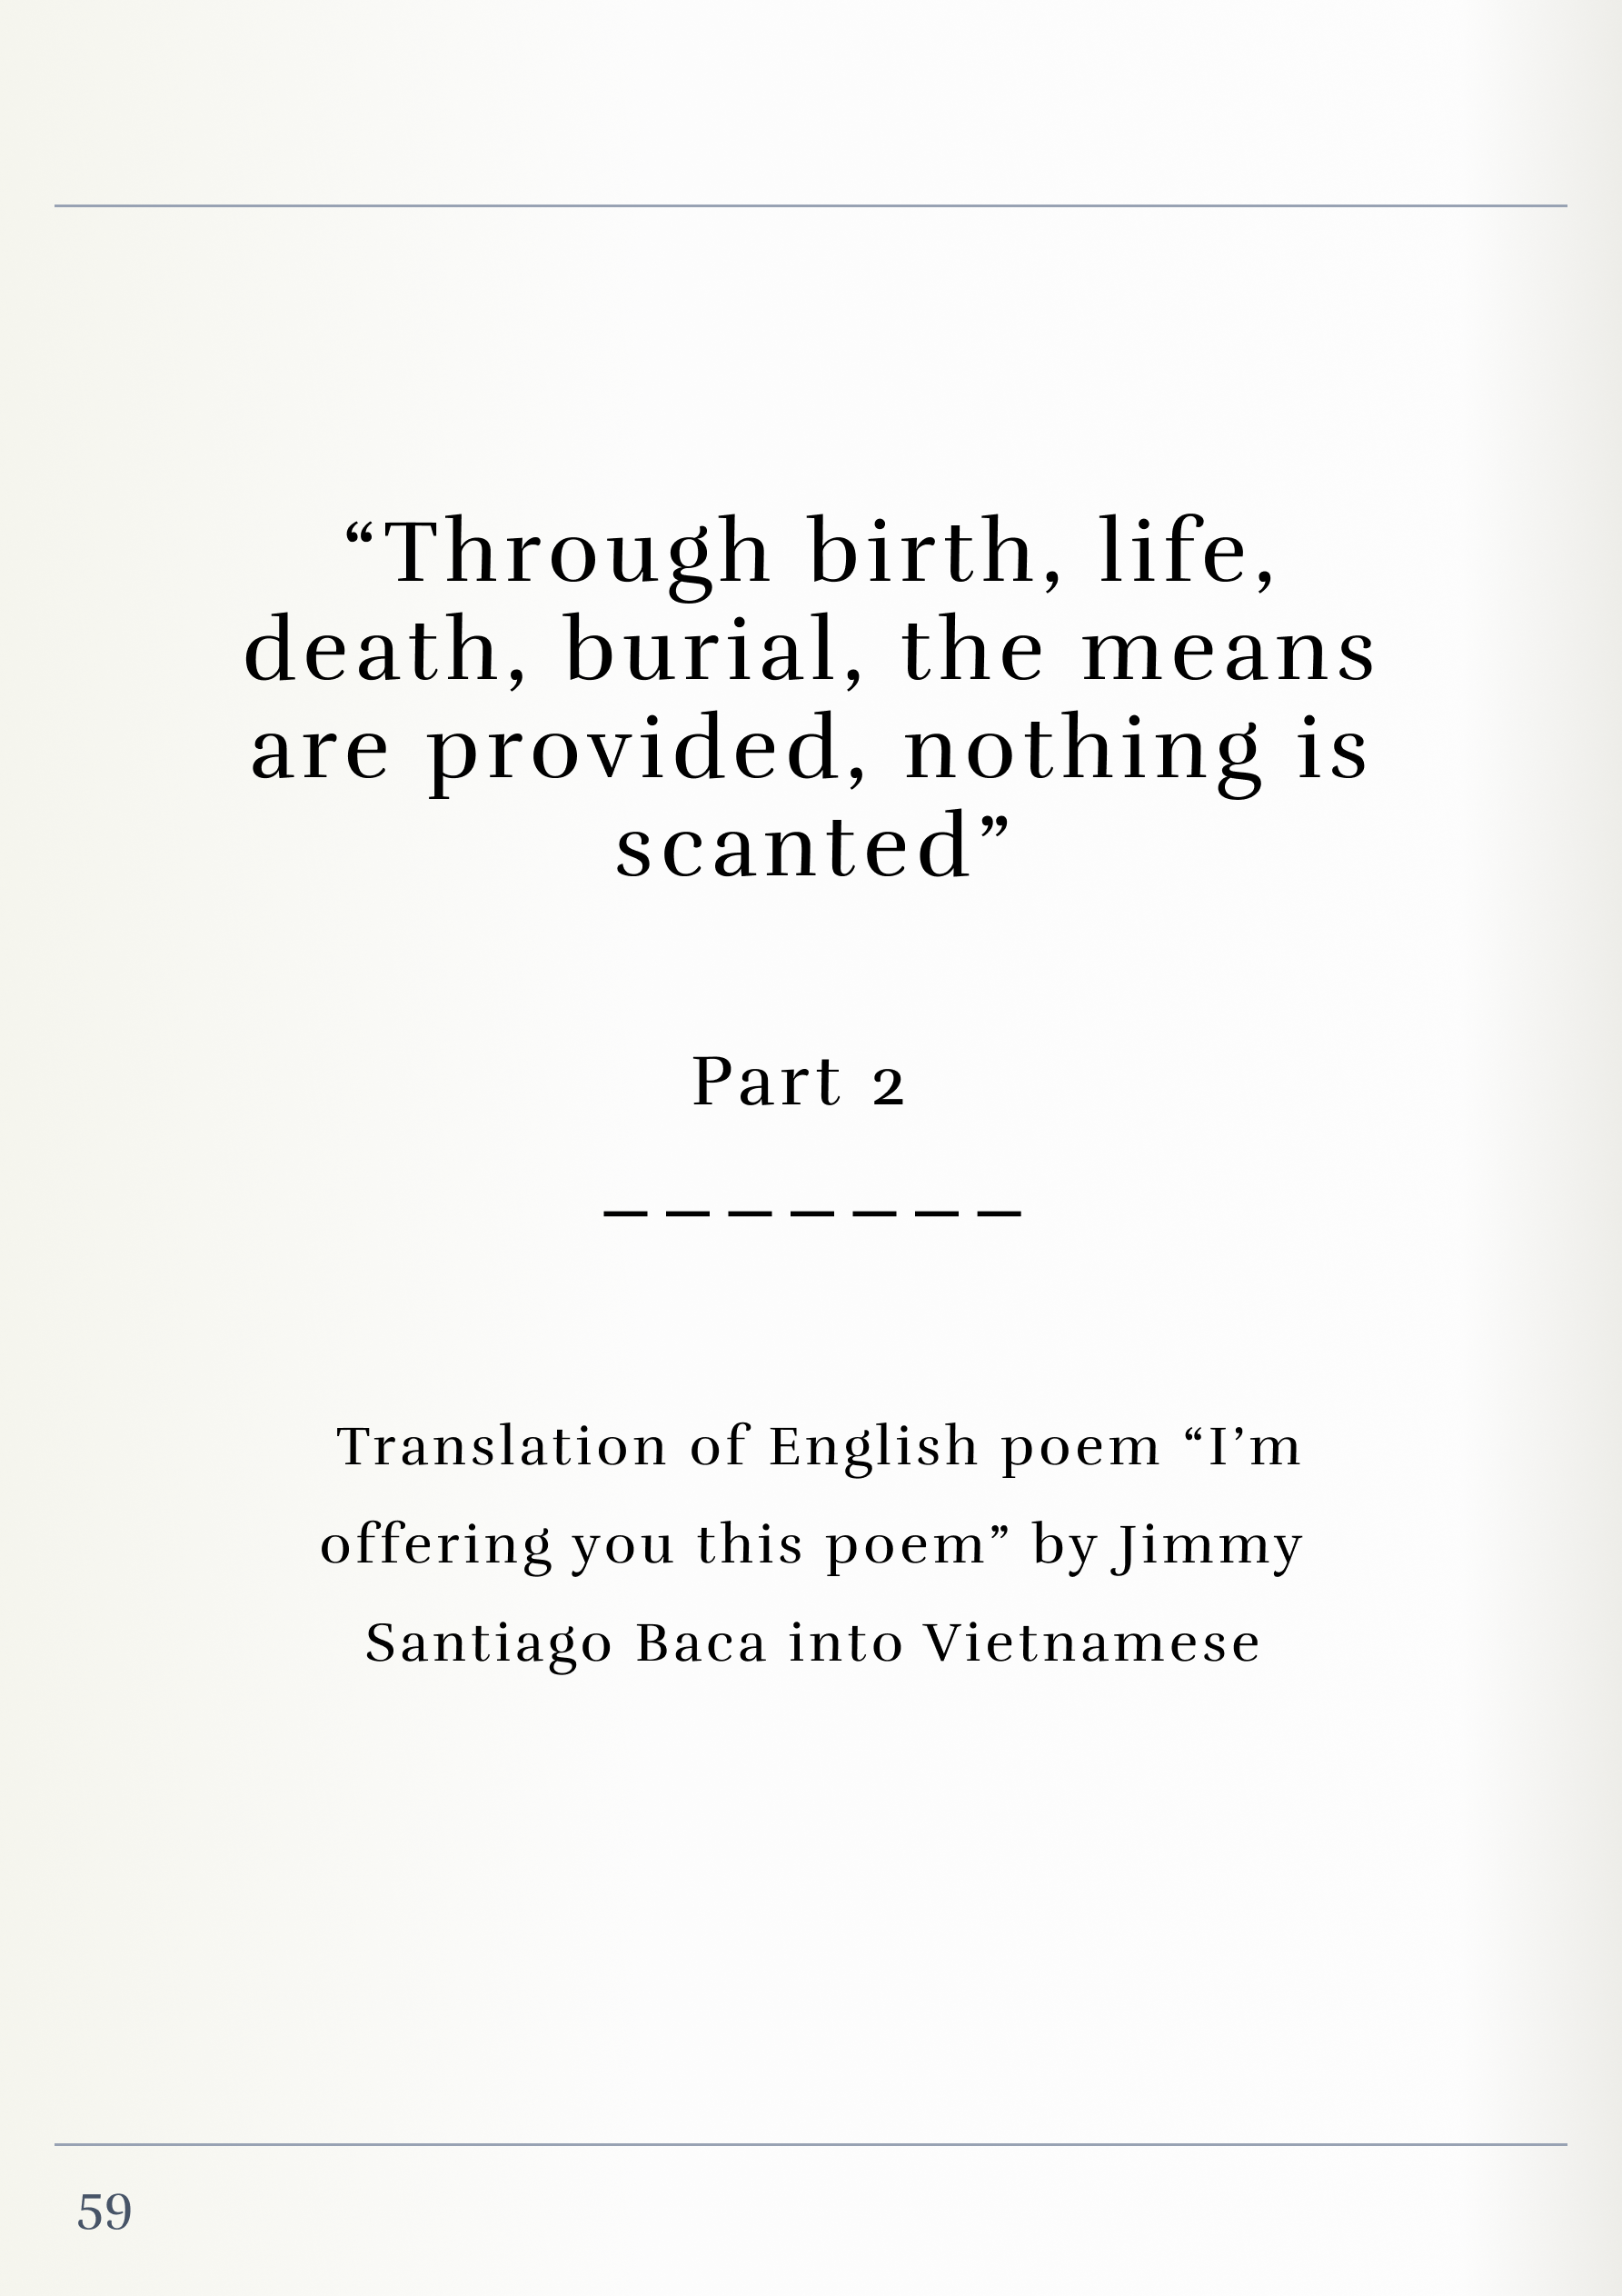 “Through birth, life,
death, burial, the means
are provided, nothing is
scanted”
Part 2
_ _ _ _ _ _ _
Translation of English poem “I’m
offering you this poem” by Jimmy
Santiago Baca into Vietnamese
59